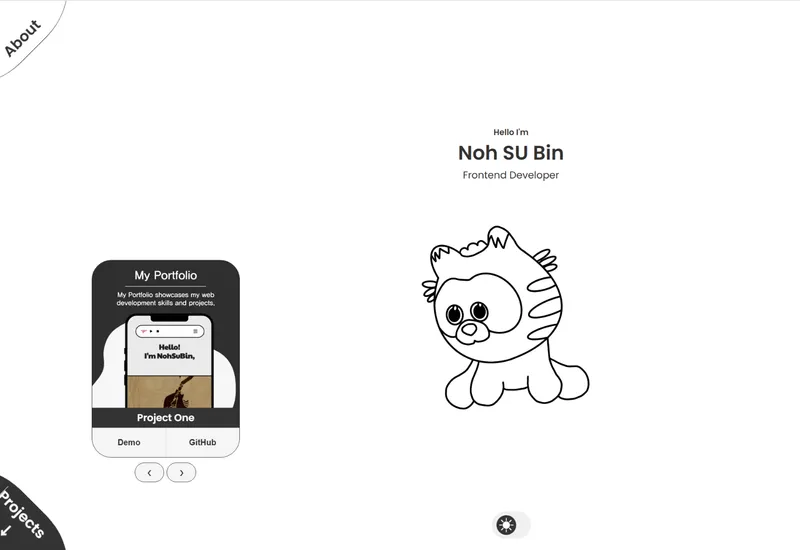 About
Hello I'm
Noh SU Bin
Frontend Developer
My Portfolio
My Portfolio showcases my web
development skills and projects.
Hello!
I'm NohSuBin,
Project One
Demo
GitHub
Projects